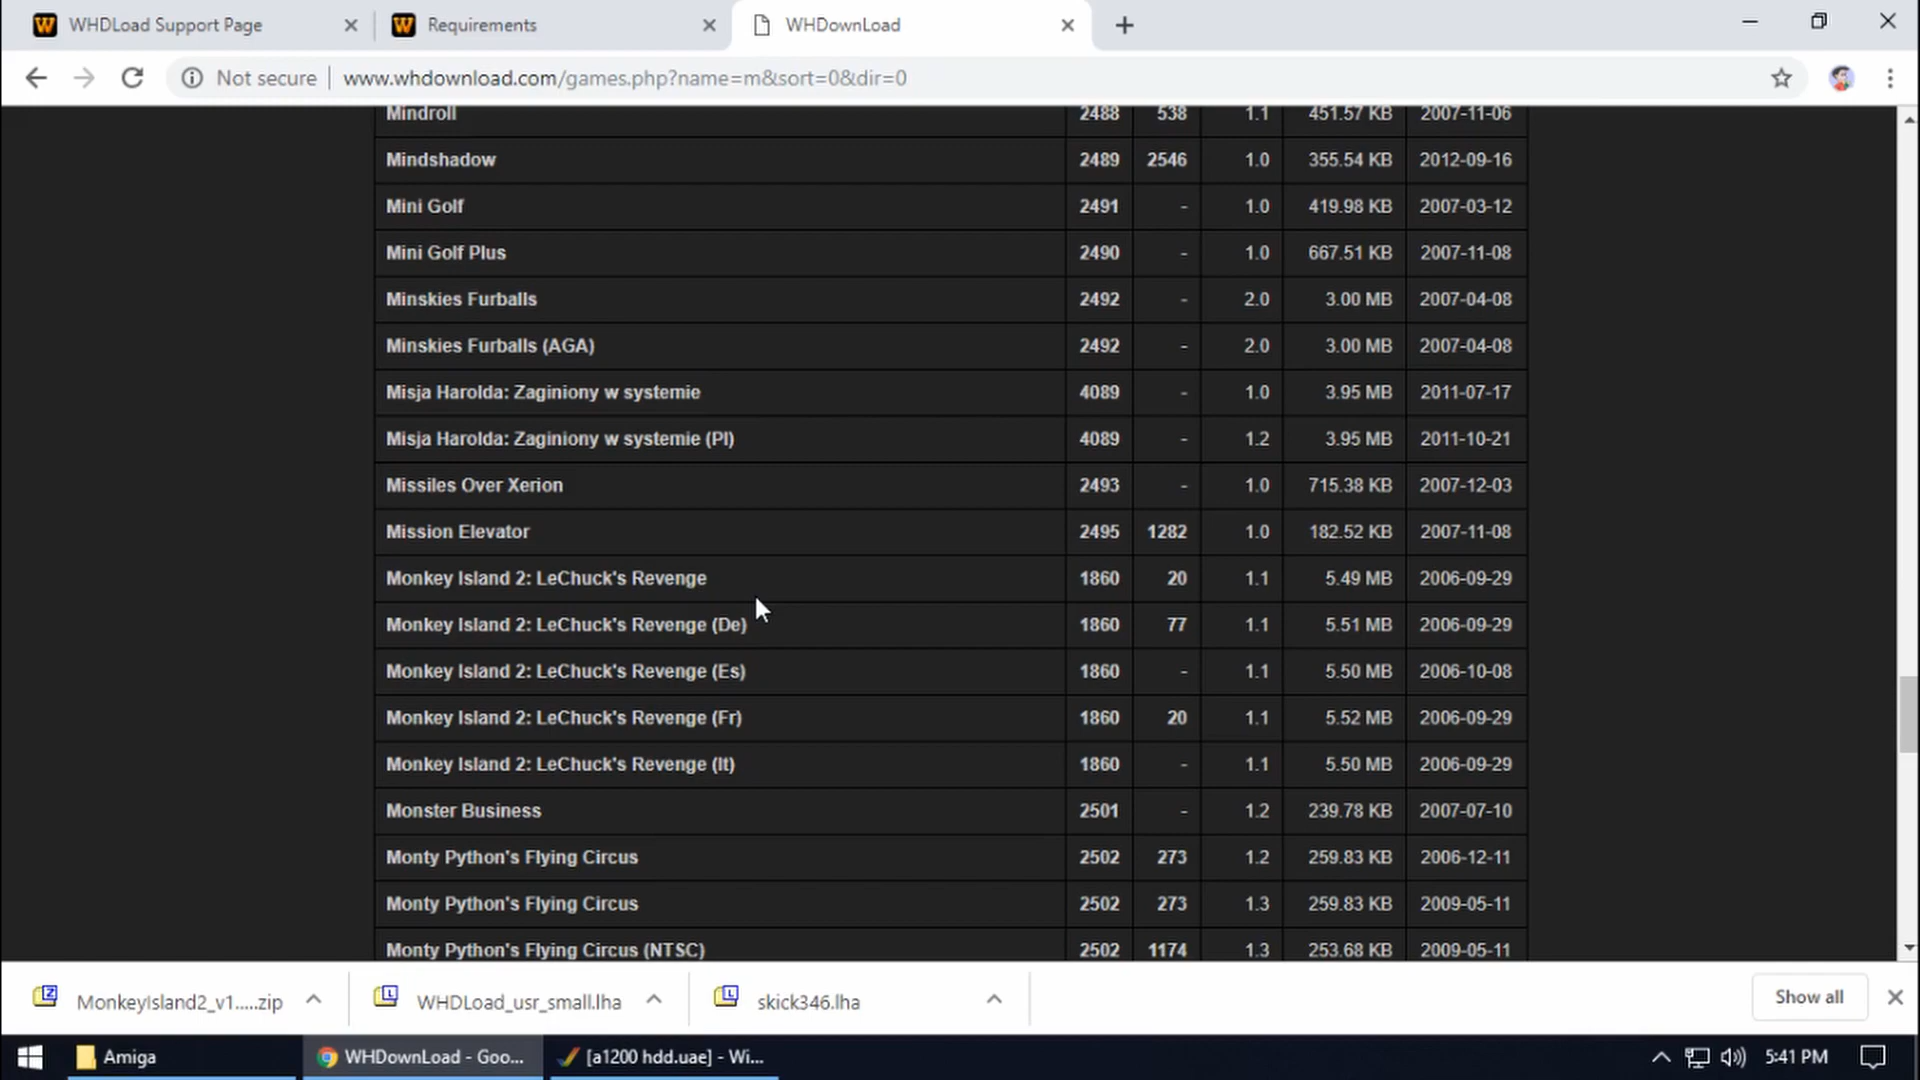 WHDLoad Support Page
Requirements
WHDownLoad
Not secure
www.whdownload.com/games.php?name=m&sort=0&dir=0
Mindroll 2488 538 1.1 451.57 KB 2007-11-06
Mindshadow 2489 2546 1.0 355.54 KB 2012-09-16
Mini Golf 2491 - 1.0 419.98 KB 2007-03-12
Mini Golf Plus 2490 - 1.0 667.51 KB 2007-11-08
Minskies Furballs 2492 - 2.0 3.00 MB 2007-04-08
Minskies Furballs (AGA) 2492 - 2.0 3.00 MB 2007-04-08
Misja Harolda: Zaginiony w systemie 4089 - 1.0 3.95 MB 2011-07-17
Misja Harolda: Zaginiony w systemie (Pl) 4089 - 1.2 3.95 MB 2011-10-21
Missiles Over Xerion 2493 - 1.0 715.38 KB 2007-12-03
Mission Elevator 2495 1282 1.0 182.52 KB 2007-11-08
Monkey Island 2: LeChuck's Revenge 1860 20 1.1 5.49 MB 2006-09-29
Monkey Island 2: LeChuck's Revenge (De) 1860 77 1.1 5.51 MB 2006-09-29
Monkey Island 2: LeChuck's Revenge (Es) 1860 - 1.1 5.50 MB 2006-10-08
Monkey Island 2: LeChuck's Revenge (Fr) 1860 20 1.1 5.52 MB 2006-09-29
Monkey Island 2: LeChuck's Revenge (It) 1860 - 1.1 5.50 MB 2006-09-29
Monster Business 2501 - 1.2 239.78 KB 2007-07-10
Monty Python's Flying Circus 2502 273 1.2 259.83 KB 2006-12-11
Monty Python's Flying Circus 2502 273 1.3 259.83 KB 2009-05-11
Monty Python's Flying Circus (NTSC) 2502 1174 1.3 253.68 KB 2009-05-11
MonkeyIsland2_v1.....zip
WHDLoad_usr_small.lha
skick346.lha
Show all
Amiga
WHDownLoad - Goo...
[a1200 hdd.uae] - Wi...
5:41 PM